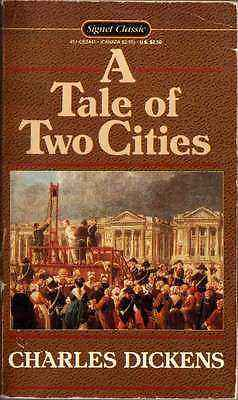 Signet Classic
A
Tale of
Two Cities
CHARLES DICKENS